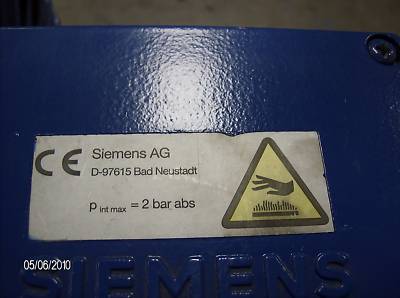 CE Siemens AG
D-97615 Bad Neustadt
p int max = 2 bar abs
05/06/2010
SIEMENS